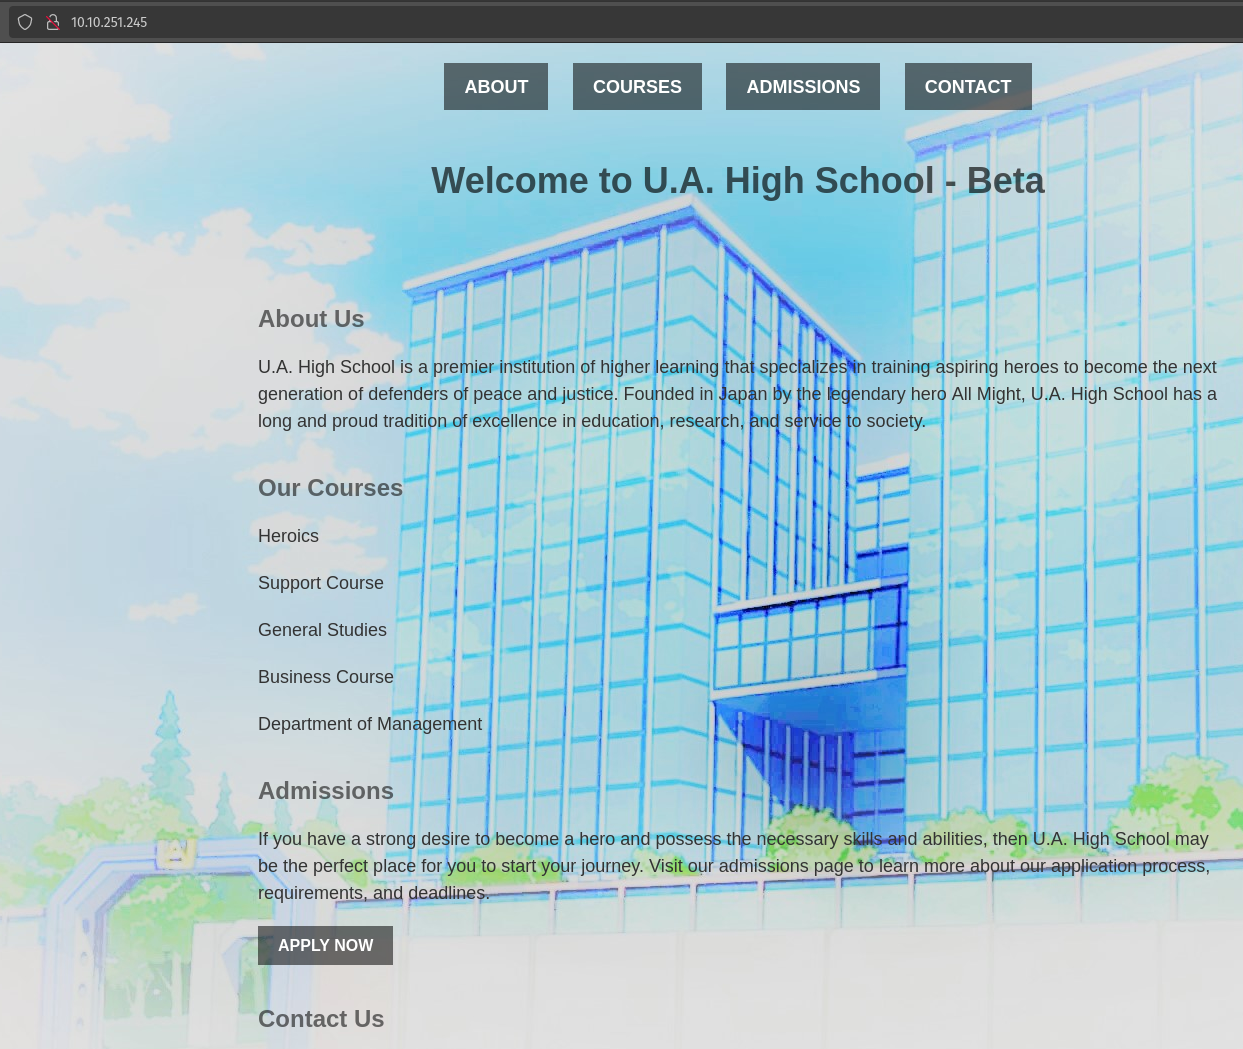 10.10.251.245
ABOUT COURSES ADMISSIONS CONTACT
Welcome to U.A. High School - Beta
About Us
U.A. High School is a premier institution of higher learning that specializes in training aspiring heroes to become the next
generation of defenders of peace and justice. Founded in Japan by the legendary hero All Might, U.A. High School has a
long and proud tradition of excellence in education, research, and service to society.
Our Courses
Heroics
Support Course
General Studies
Business Course
Department of Management
Admissions
If you have a strong desire to become a hero and possess the necessary skills and abilities, then U.A. High School may
be the perfect place for you to start your journey. Visit our admissions page to learn more about our application process,
requirements, and deadlines.
APPLY NOW
Contact Us